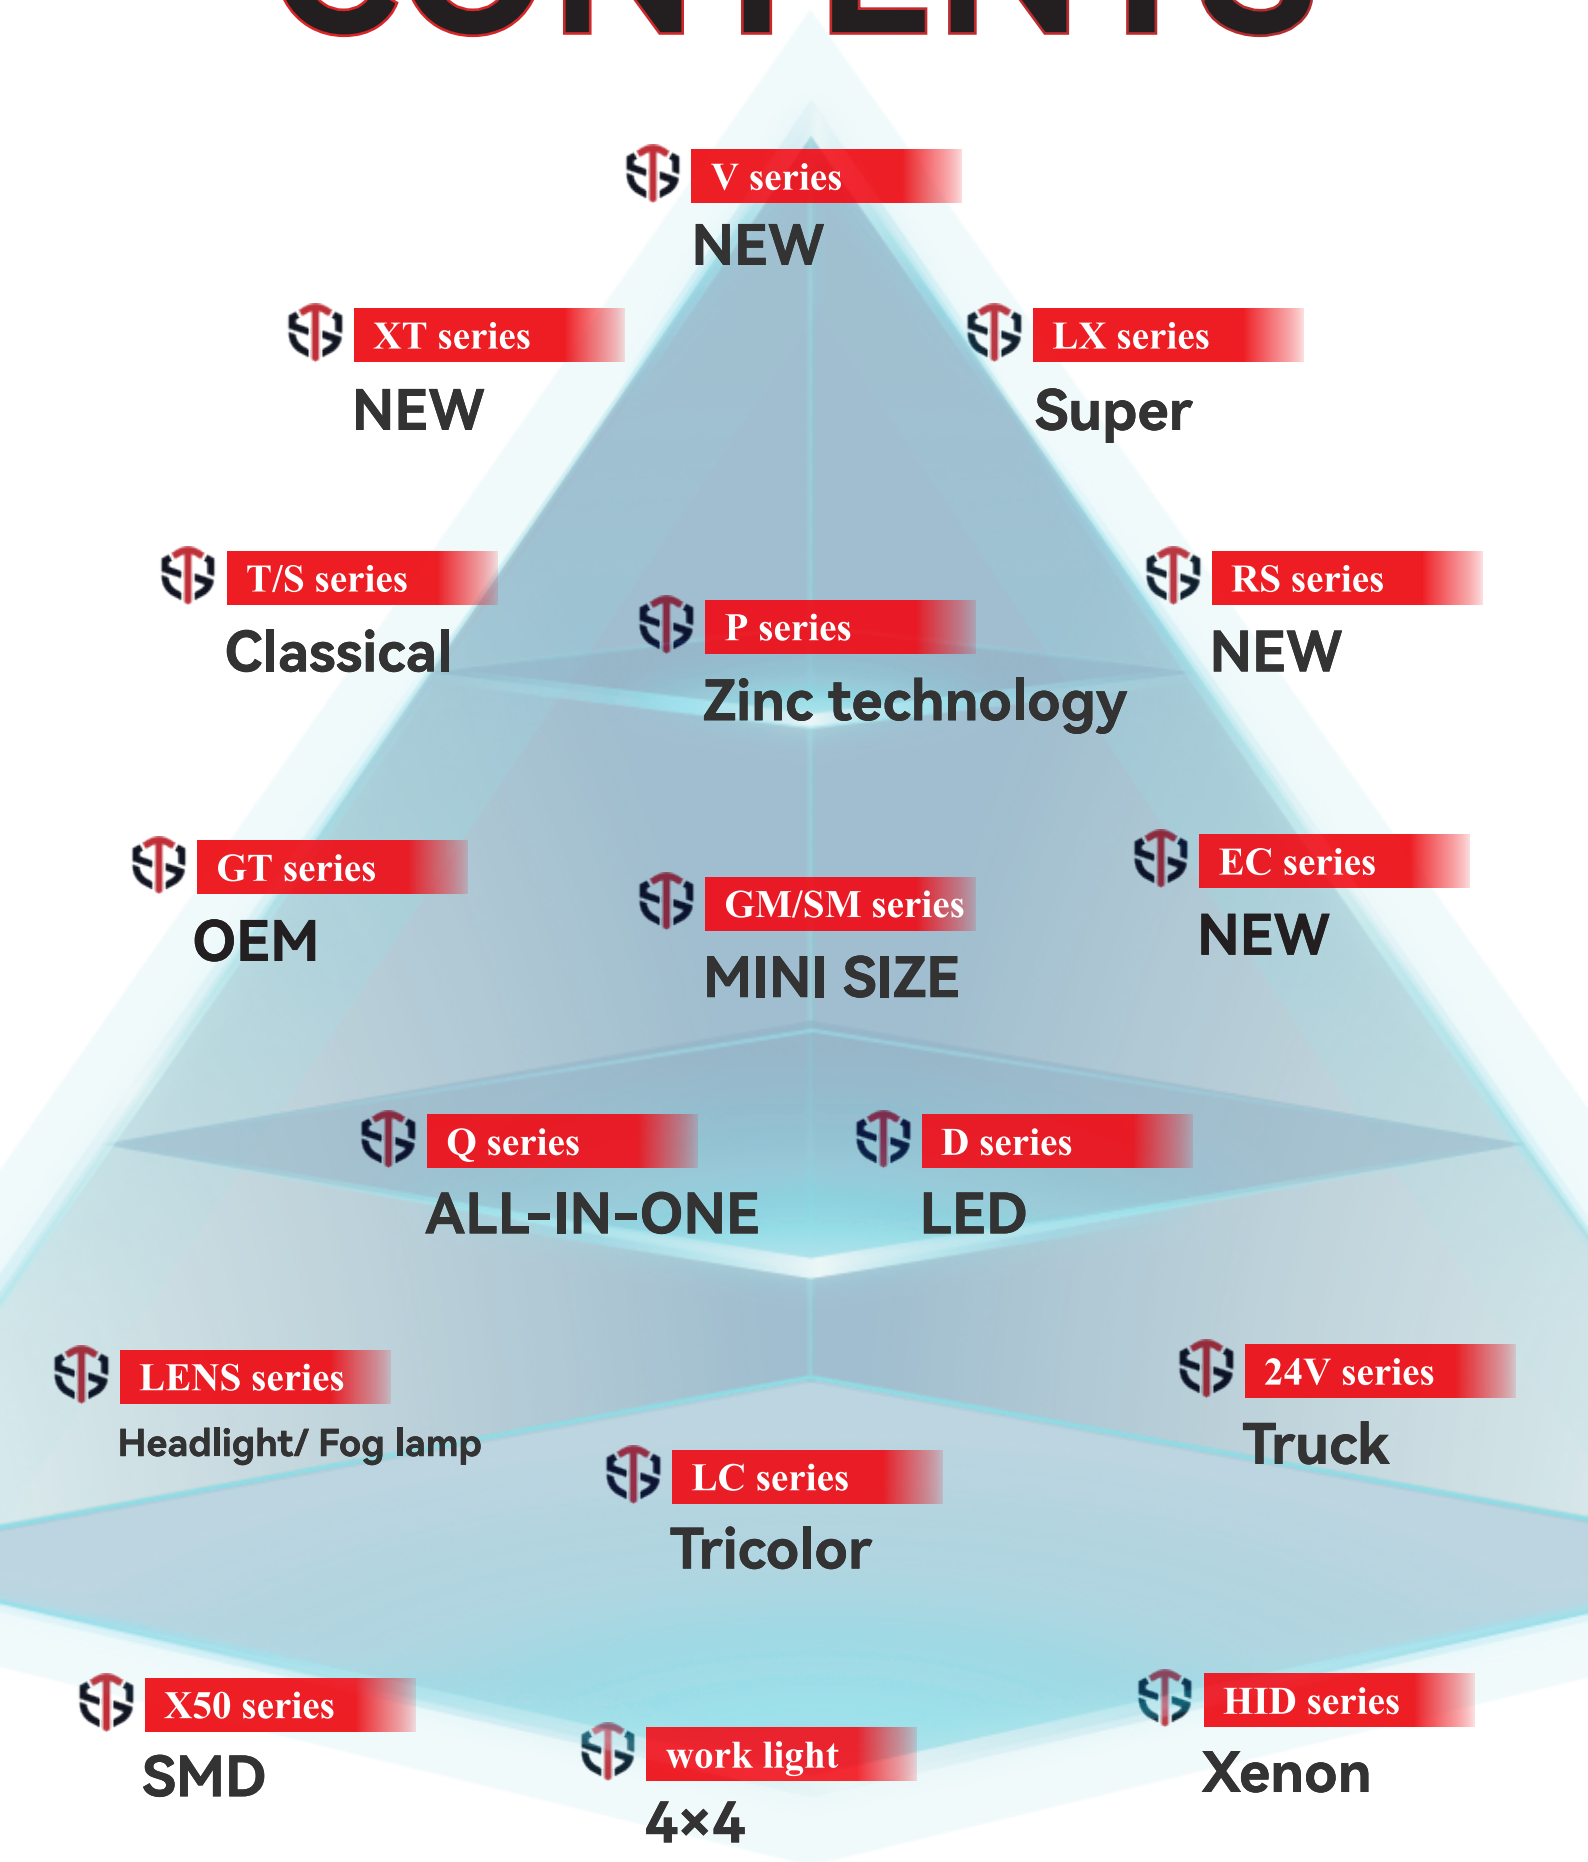 CONTENTS
V series
NEW
XT series
NEW
LX series
Super
T/S series
Classical
P series
Zinc technology
RS series
NEW
GT series
OEM
GM/SM series
MINI SIZE
EC series
NEW
Q series
ALL-IN-ONE
D series
LED
LENS series
Headlight/ Fog lamp
24V series
Truck
LC series
Tricolor
X50 series
SMD
work light
4×4
HID series
Xenon